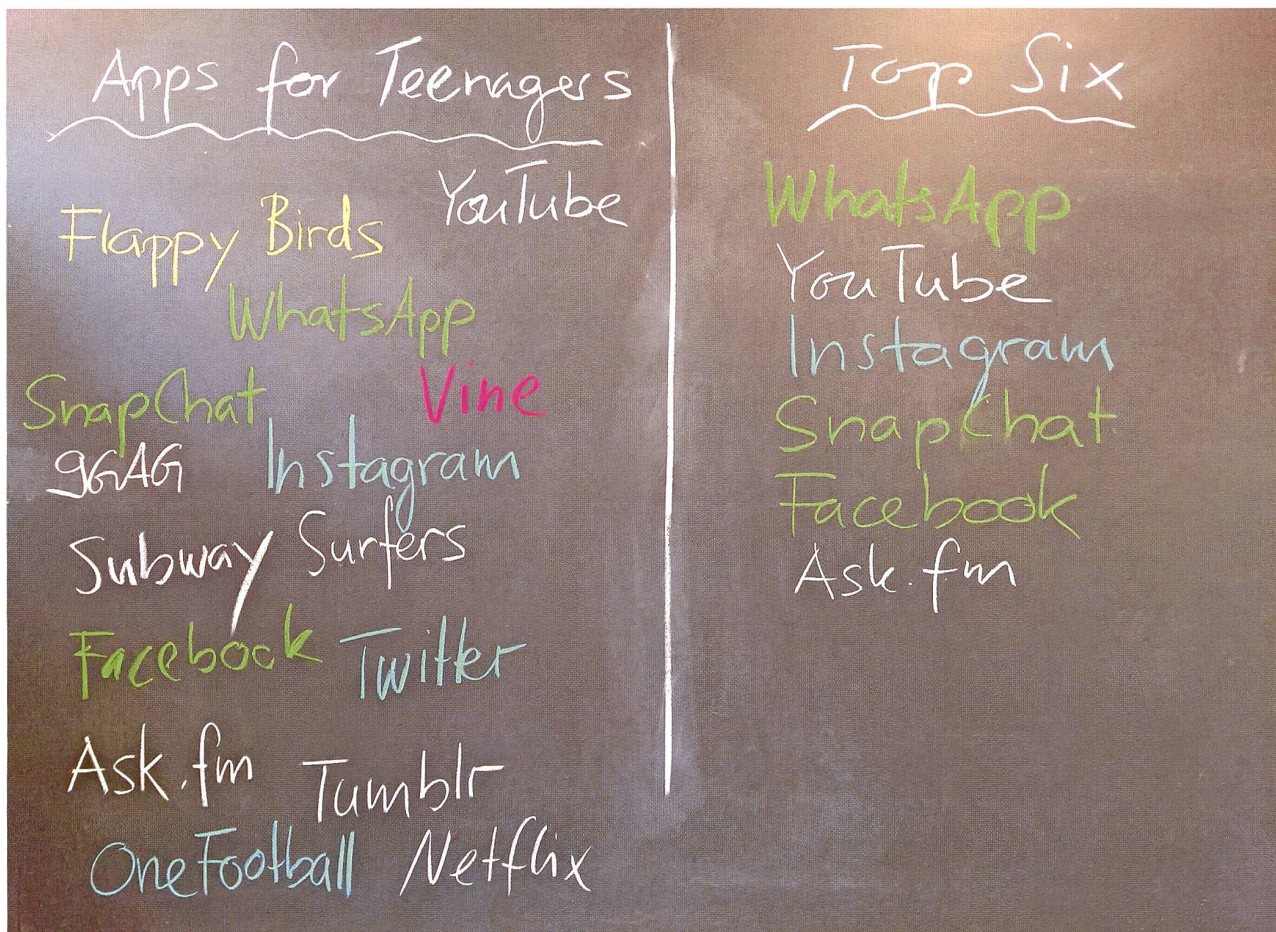 Apps for Teenagers
YouTube
Flappy Birds
WhatsApp
SnapChat
Vine
9GAG
Instagram
Subway Surfers
Facebook
Twitter
Ask.fm
Tumblr
OneFootball
Netflix
Top Six
WhatsApp
YouTube
Instagram
SnapChat
Facebook
Ask.fm